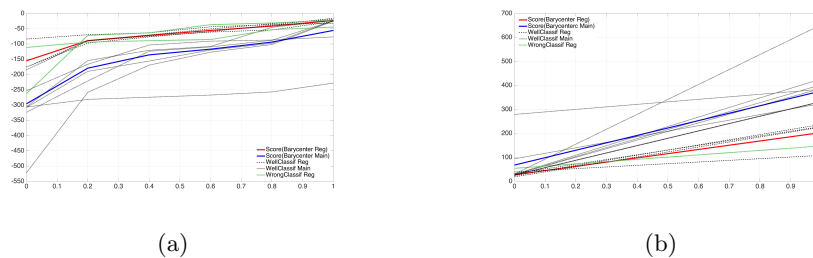 0
-50
-100
-150
-200
-250
-300
-350
-400
-450
-500
-550
0 0.1 0.2 0.3 0.4 0.5 0.6 0.7 0.8 0.9 1
Score(Barycenter Reg)
Score(Barycenter Main)
WellClassif Reg
WellClassif Main
WrongClassif Reg
(a)
700
600
500
400
300
200
100
0
0 0.1 0.2 0.3 0.4 0.5 0.6 0.7 0.8 0.9
Score(Barycenter Reg)
Score(Barycenterc Main)
WellClassif Reg
WellClassif Main
WrongClassif Reg
(b)